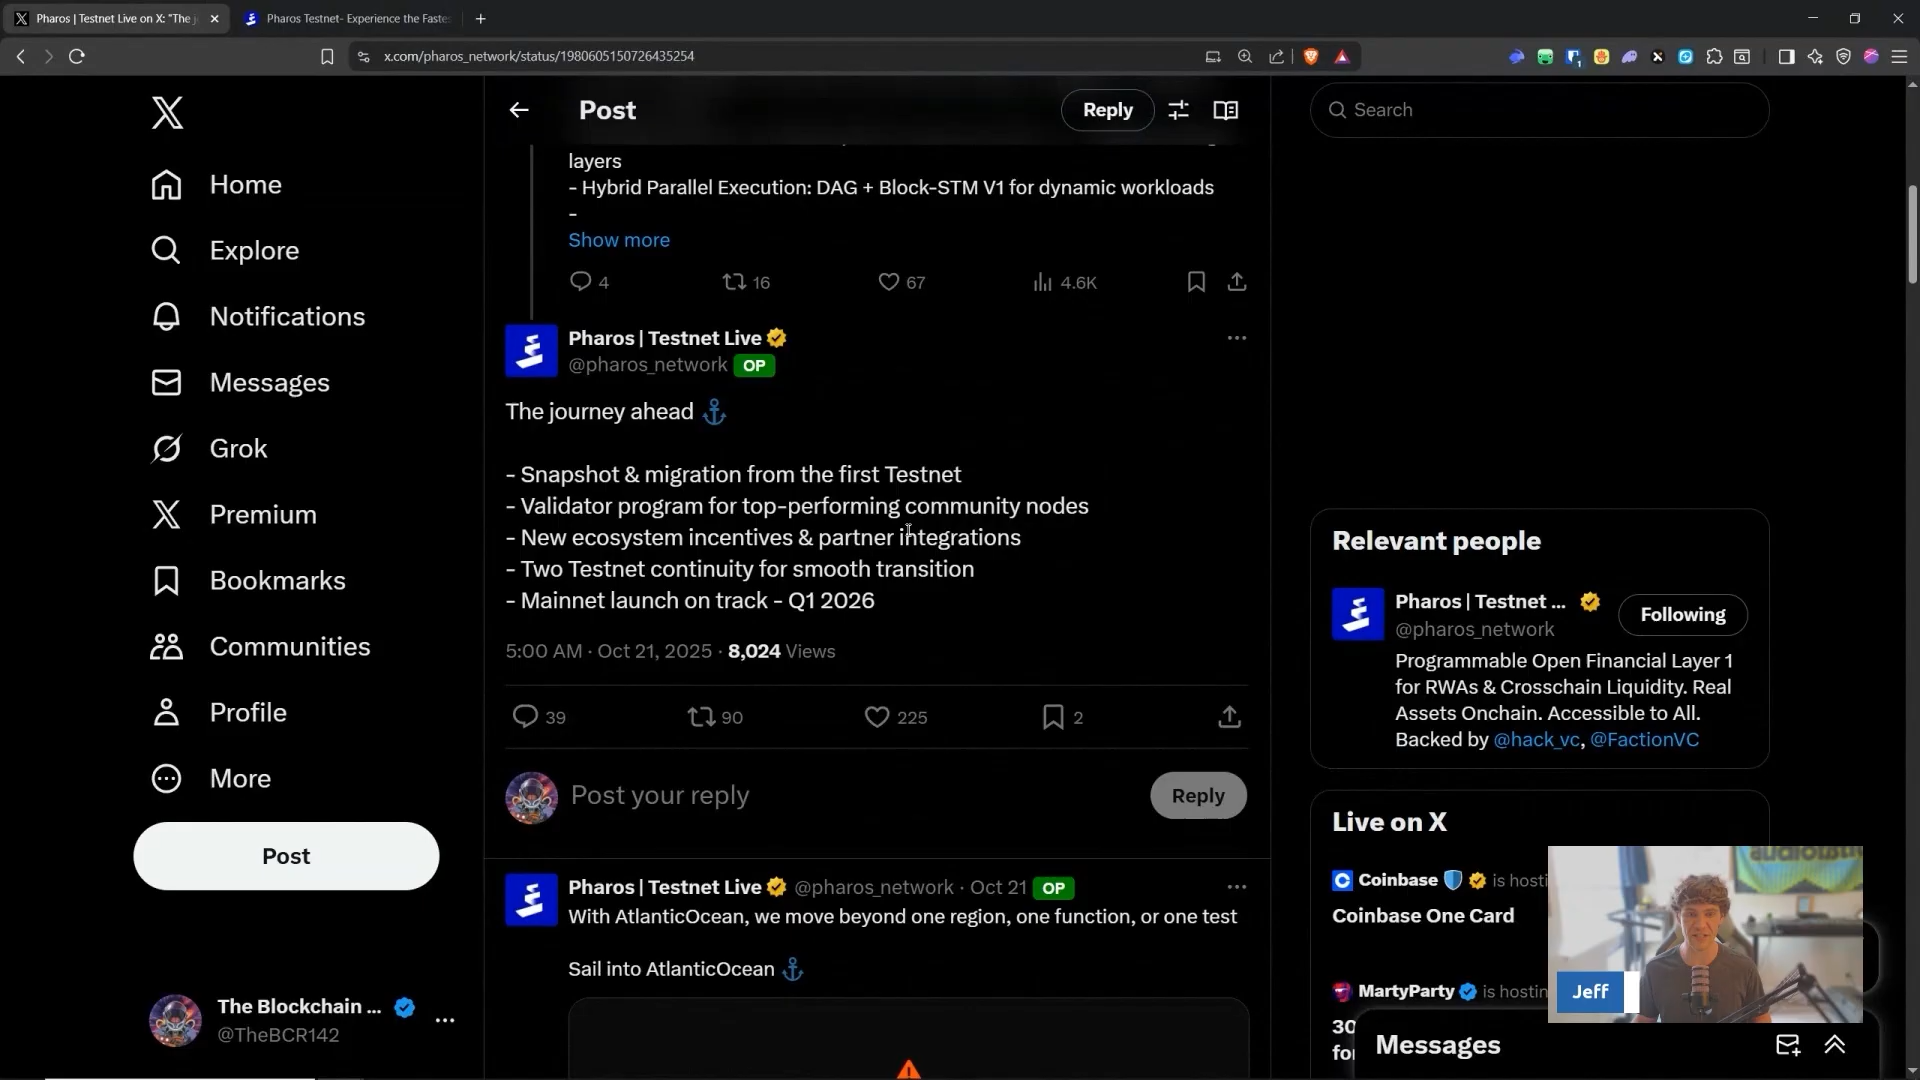 Pharos | Testnet Live on X: "The j
Pharos Testnet- Experience the Faste
x.com/pharos_network/status/1980605150726435254
Post
Reply
Search
Home
Explore
Notifications
Messages
Grok
Premium
Bookmarks
Communities
Profile
More
Post
The Blockchain ...
@TheBCR142
layers
- Hybrid Parallel Execution: DAG + Block-STM V1 for dynamic workloads
-
Show more
4
16
67
4.6K
Pharos | Testnet Live
@pharos_network OP
The journey ahead ⚓
- Snapshot & migration from the first Testnet
- Validator program for top-performing community nodes
- New ecosystem incentives & partner integrations
- Two Testnet continuity for smooth transition
- Mainnet launch on track - Q1 2026
5:00 AM · Oct 21, 2025 · 8,024 Views
39
90
225
2
Post your reply
Reply
Pharos | Testnet Live @pharos_network · Oct 21 OP
With AtlanticOcean, we move beyond one region, one function, or one test
Sail into AtlanticOcean ⚓
Relevant people
Pharos | Testnet ...
@pharos_network
Following
Programmable Open Financial Layer 1
for RWAs & Crosschain Liquidity. Real
Assets Onchain. Accessible to All.
Backed by @hack_vc, @FactionVC
Live on X
Coinbase is hosti
Coinbase One Card
MartyParty is hostin
30
for
Jeff
Messages